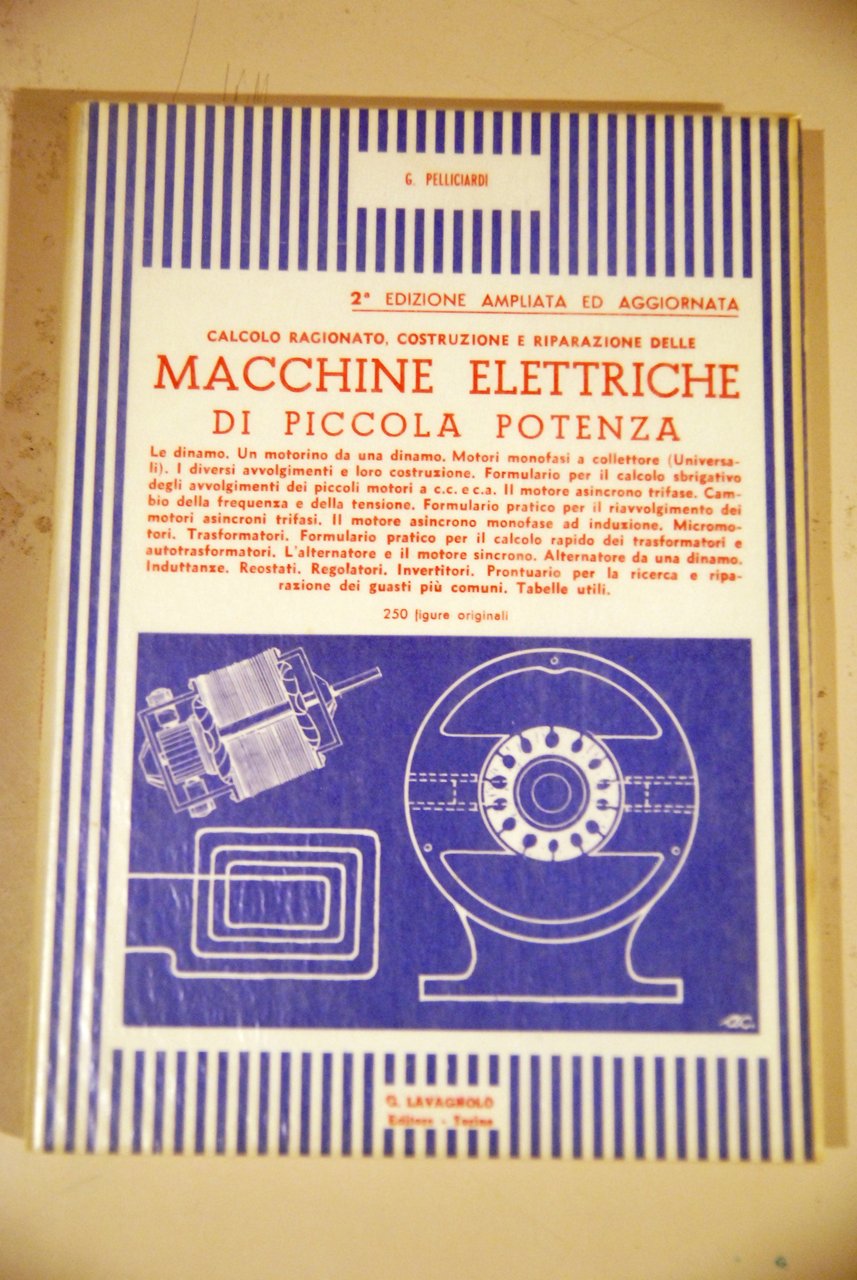 G. PELLICIARDI
2ª EDIZIONE AMPLIATA ED AGGIORNATA
CALCOLO RAGIONATO, COSTRUZIONE E RIPARAZIONE DELLE
MACCHINE ELETTRICHE
DI PICCOLA POTENZA
Le dinamo. Un motorino da una dinamo. Motori monofasi a collettore (Universa-
li). I diversi avvolgimenti e loro costruzione. Formulario per il calcolo sbrigativo
degli avvolgimenti dei piccoli motori a c.c. e c.a. Il motore asincrono trifase. Cam-
bio della frequenza e della tensione. Formulario pratico per il riavvolgimento dei
motori asincroni trifasi. Il motore asincrono monofase ad induzione. Micromo-
tori. Trasformatori. Formulario pratico per il calcolo rapido dei trasformatori e
autotrasformatori. L'alternatore e il motore sincrono. Alternatore da una dinamo.
Induttanze. Reostati. Regolatori. Invertitori. Prontuario per la ricerca e ripa-
razione dei guasti più comuni. Tabelle utili.
250 figure originali
G. LAVAGNOLO
Editore - Torino